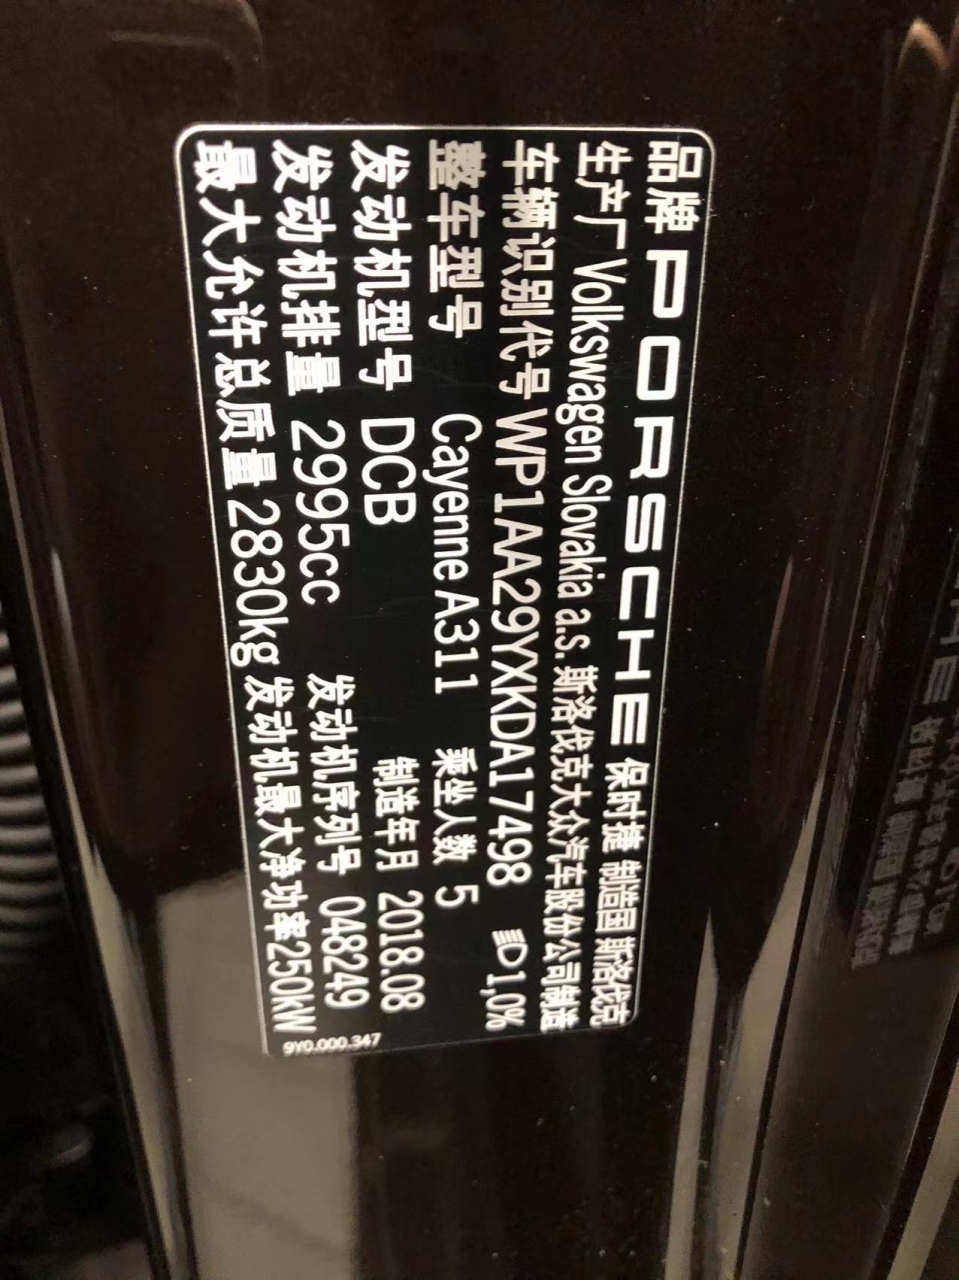 品牌 PORSCHE 保时捷 制造国 斯洛伐克
生产厂 Volkswagen Slovakia a.s. 斯洛伐克大众汽车股份公司制造
车辆识别代号 WP1AA29YXKDA17498 D1,0%
整车型号 Cayenne A311 乘坐人数 5
发动机型号 DCB 制造年月 2018.08
发动机排量 2995cc 发动机序列号 048249
最大允许总质量 2830kg 发动机最大净功率250kW
9Y0.000.347